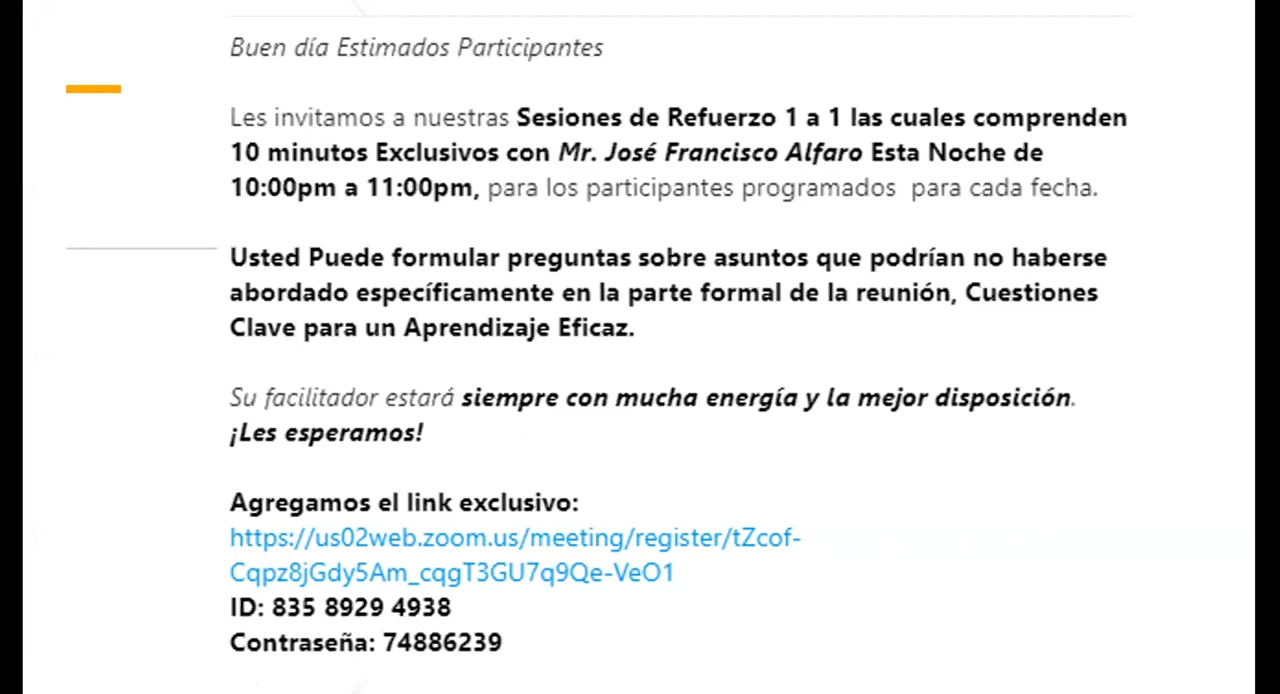 Buen día Estimados Participantes
Les invitamos a nuestras Sesiones de Refuerzo 1 a 1 las cuales comprenden
10 minutos Exclusivos con Mr. José Francisco Alfaro Esta Noche de
10:00pm a 11:00pm, para los participantes programados para cada fecha.
Usted Puede formular preguntas sobre asuntos que podrían no haberse
abordado específicamente en la parte formal de la reunión, Cuestiones
Clave para un Aprendizaje Eficaz.
Su facilitador estará siempre con mucha energía y la mejor disposición.
¡Les esperamos!
Agregamos el link exclusivo:
https://us02web.zoom.us/meeting/register/tZcof-
Cqpz8jGdy5Am_cqgT3GU7q9Qe-VeO1
ID: 835 8929 4938
Contraseña: 74886239